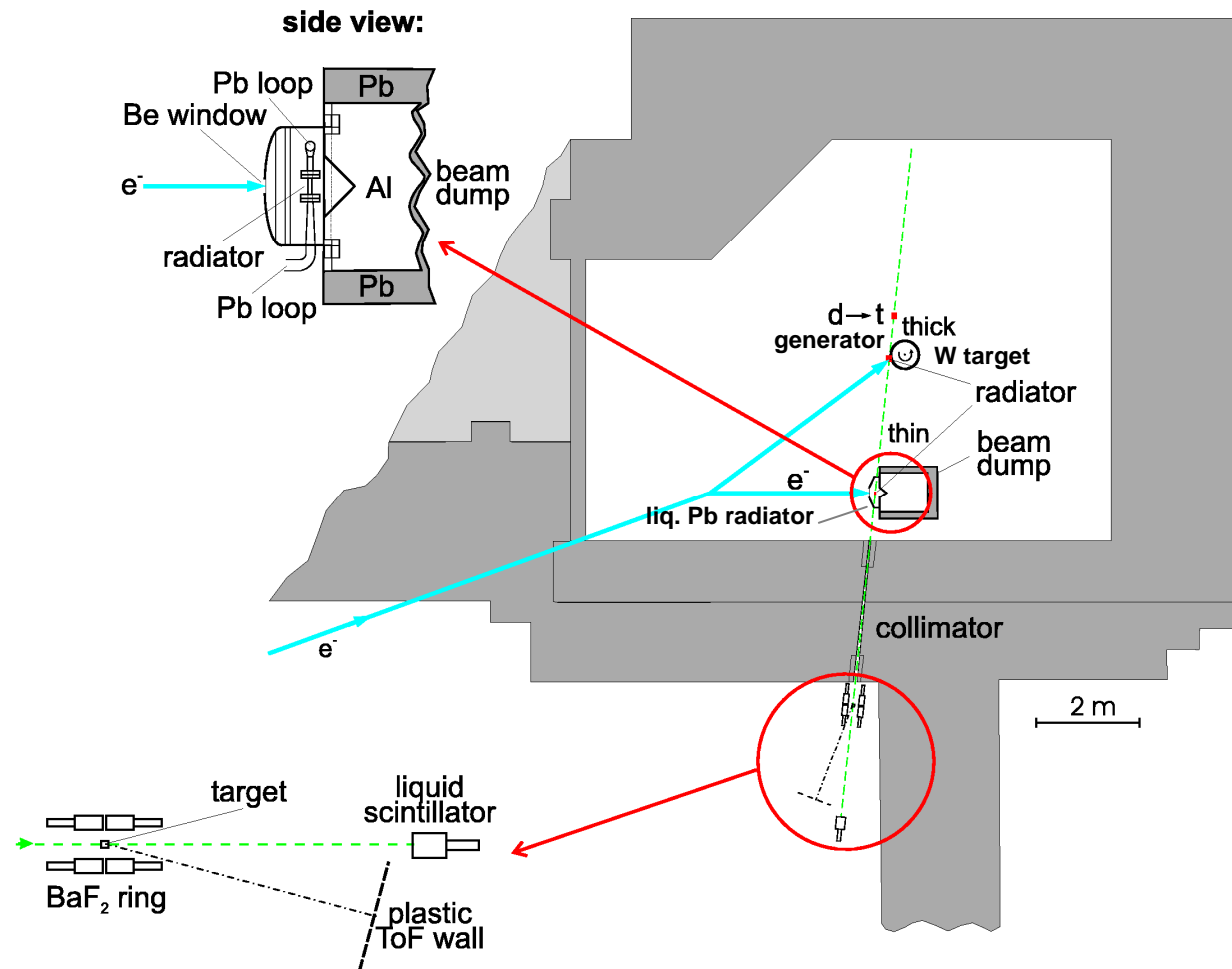 side view:
Pb loop
Be window
Pb
e-
Al
beam
dump
radiator
Pb
Pb loop
d→t
generator
thick
W target
radiator
thin
beam
dump
e-
liq. Pb radiator
collimator
e-
2 m
target
liquid
scintillator
BaF₂ ring
plastic
ToF wall